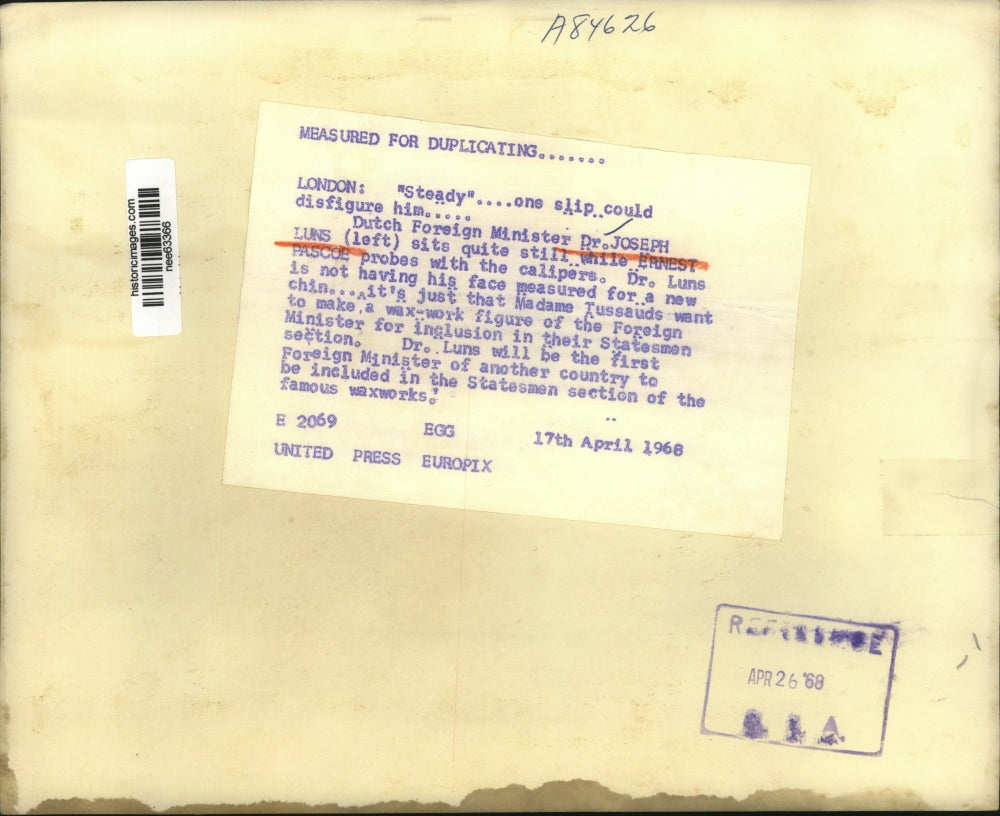 A84626
MEASURED FOR DUPLICATING.......
LONDON: "Steady"....one slip could
disfigure him.....
Dutch Foreign Minister Dr.JOSEPH
LUNS (left) sits quite still while ERNEST
PASCOE probes with the calipers. Dr. Luns
is not having his face measured for a new
chin....it's just that Madame Tussauds want
to make a wax-work figure of the Foreign
Minister for inclusion in their Statesmen
section. Dr. Luns will be the first
Foreign Minister of another country to
be included in the Statesmen section of the
famous waxworks.
E 2069 EGG 17th April 1968
UNITED PRESS EUROPIX
historicimages.com
nee63366
APR 26 '68